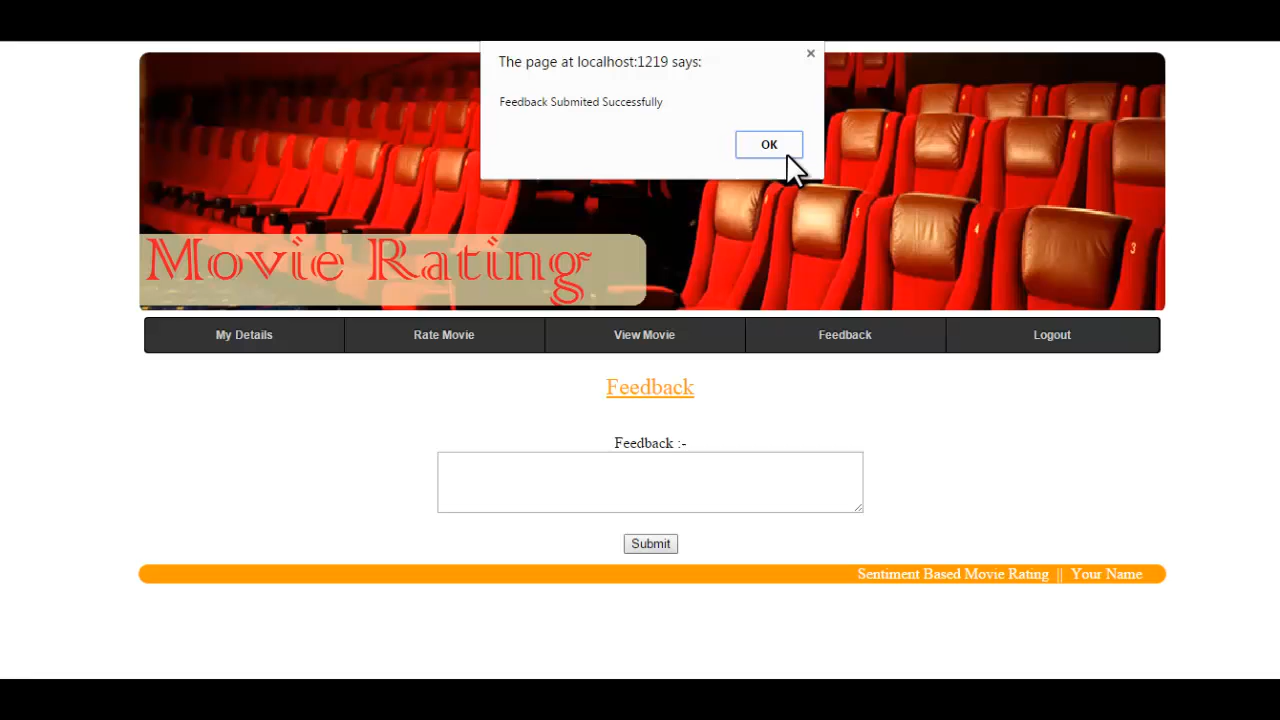 The page at localhost:1219 says:
Feedback Submited Successfully
OK
Movie Rating
My Details
Rate Movie
View Movie
Feedback
Logout
Feedback
Feedback :-
Submit
Sentiment Based Movie Rating || Your Name